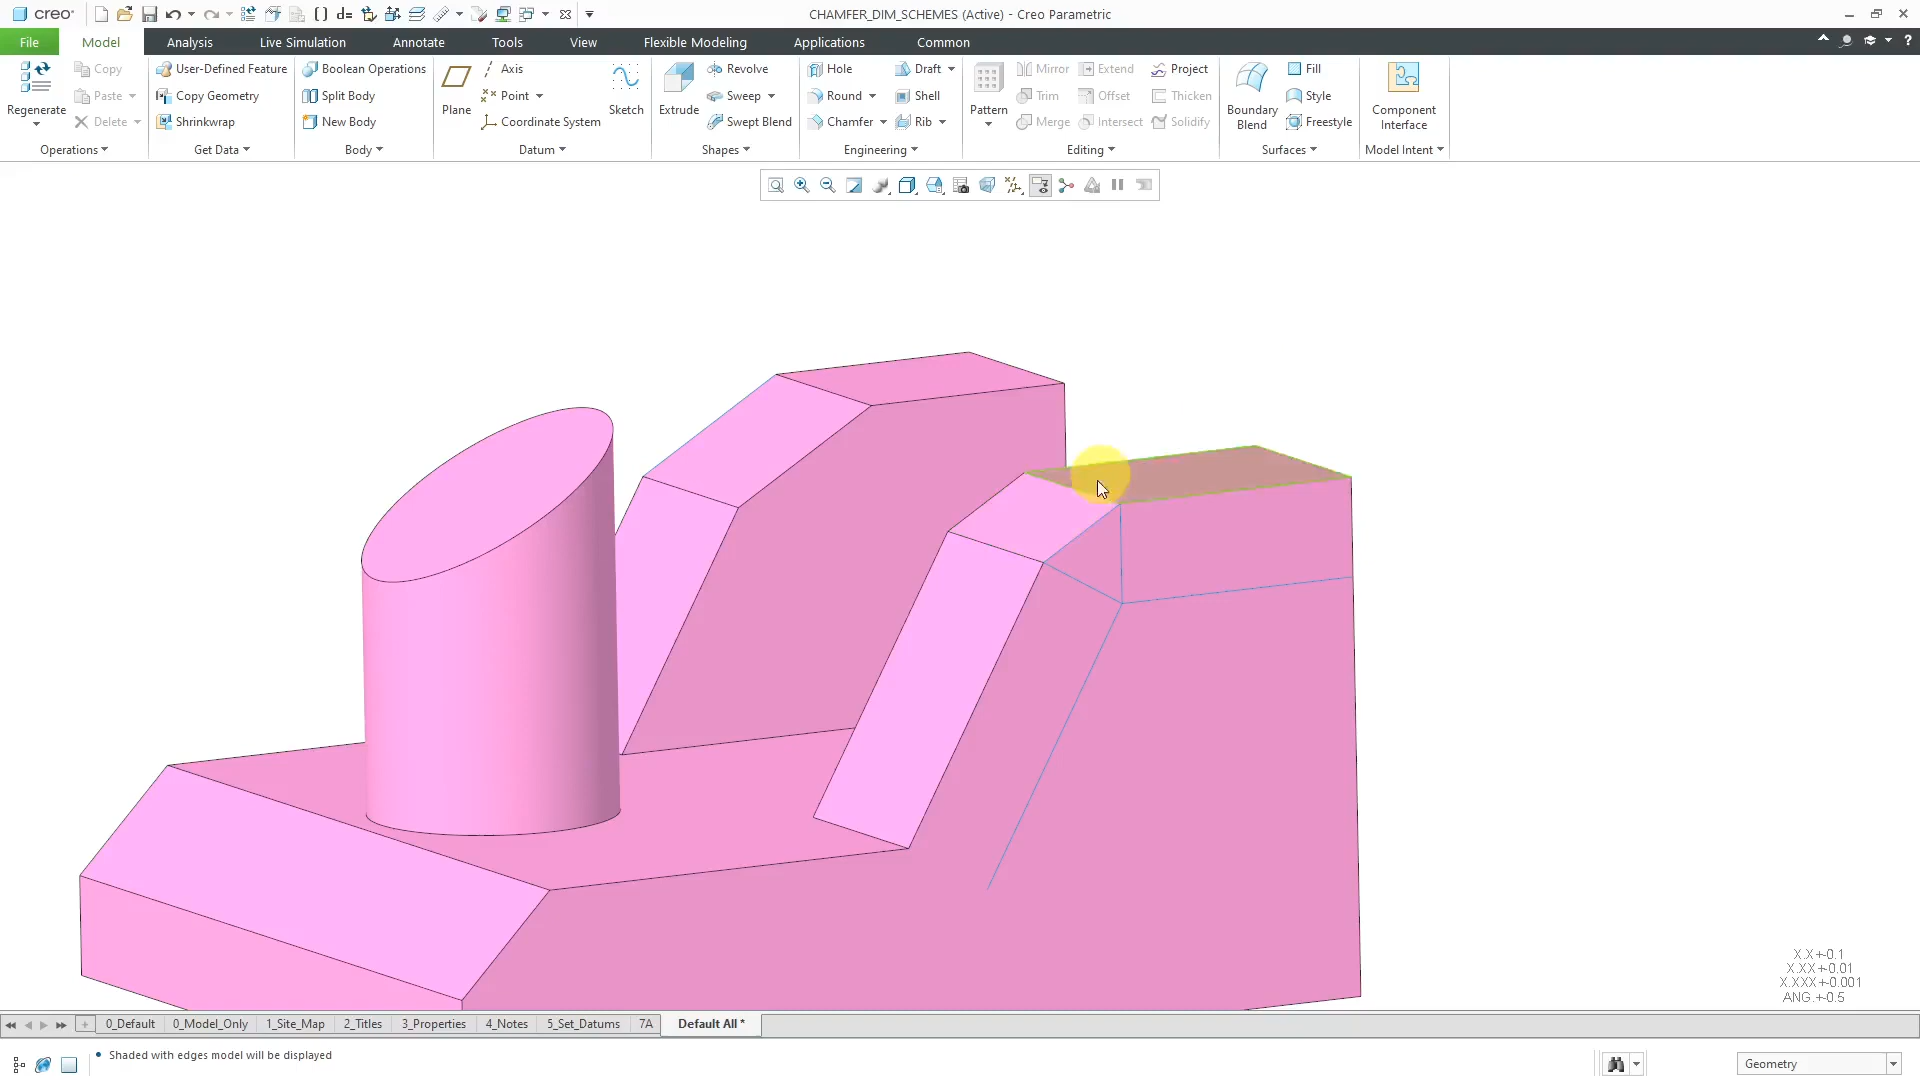 creo
d=
CHAMFER_DIM_SCHEMES (Active) - Creo Parametric
File Model Analysis Live Simulation Annotate Tools View Flexible Modeling Applications Common
Regenerate
Copy
Paste
Delete
Operations
User-Defined Feature
Copy Geometry
Shrinkwrap
Get Data
Boolean Operations
Split Body
New Body
Body
Plane
Axis
Point
Coordinate System
Sketch
Datum
Extrude
Revolve
Sweep
Swept Blend
Shapes
Hole
Round
Chamfer
Draft
Shell
Rib
Engineering
Pattern
Mirror
Trim
Merge
Extend
Offset
Intersect
Project
Thicken
Solidify
Editing
Boundary
Blend
Fill
Style
Freestyle
Surfaces
Component
Interface
Model Intent
X.X+-0.1
X.XX+-0.01
X.XXX+-0.001
ANG.+-0.5
0_Default 0_Model_Only 1_Site_Map 2_Titles 3_Properties 4_Notes 5_Set_Datums 7A Default All *
Shaded with edges model will be displayed
Geometry